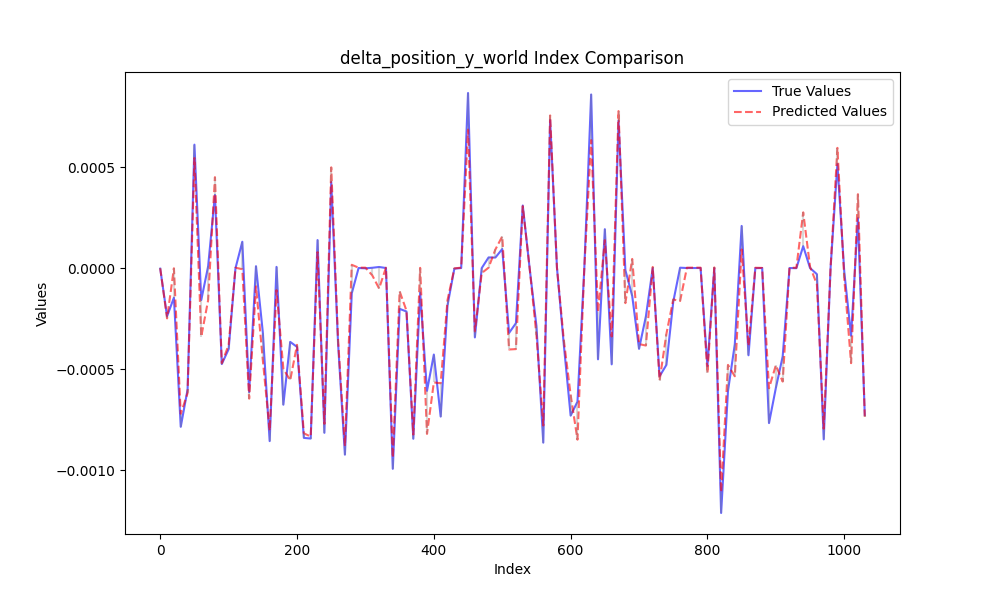 delta_position_y_world Index Comparison
True Values
Predicted Values
0.0005
0.0000
−0.0005
−0.0010
Values
0
200
400
600
800
1000
Index